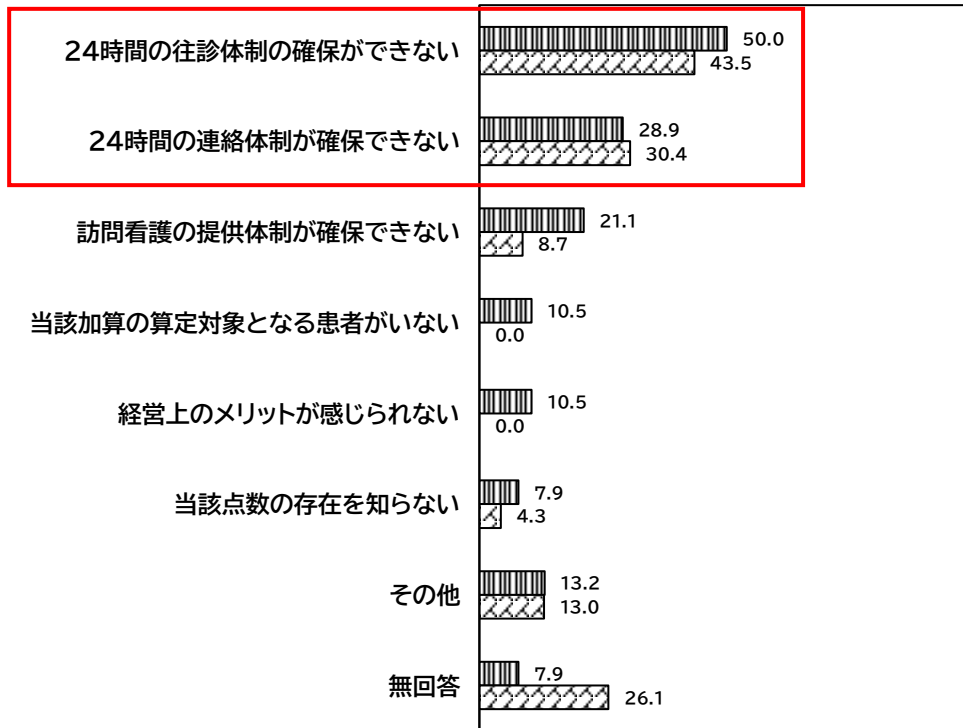 24時間の往診体制の確保ができない
50.0
43.5
24時間の連絡体制が確保できない
28.9
30.4
訪問看護の提供体制が確保できない
21.1
8.7
当該加算の算定対象となる患者がいない
10.5
0.0
経営上のメリットが感じられない
10.5
0.0
当該点数の存在を知らない
7.9
4.3
その他
13.2
13.0
無回答
7.9
26.1